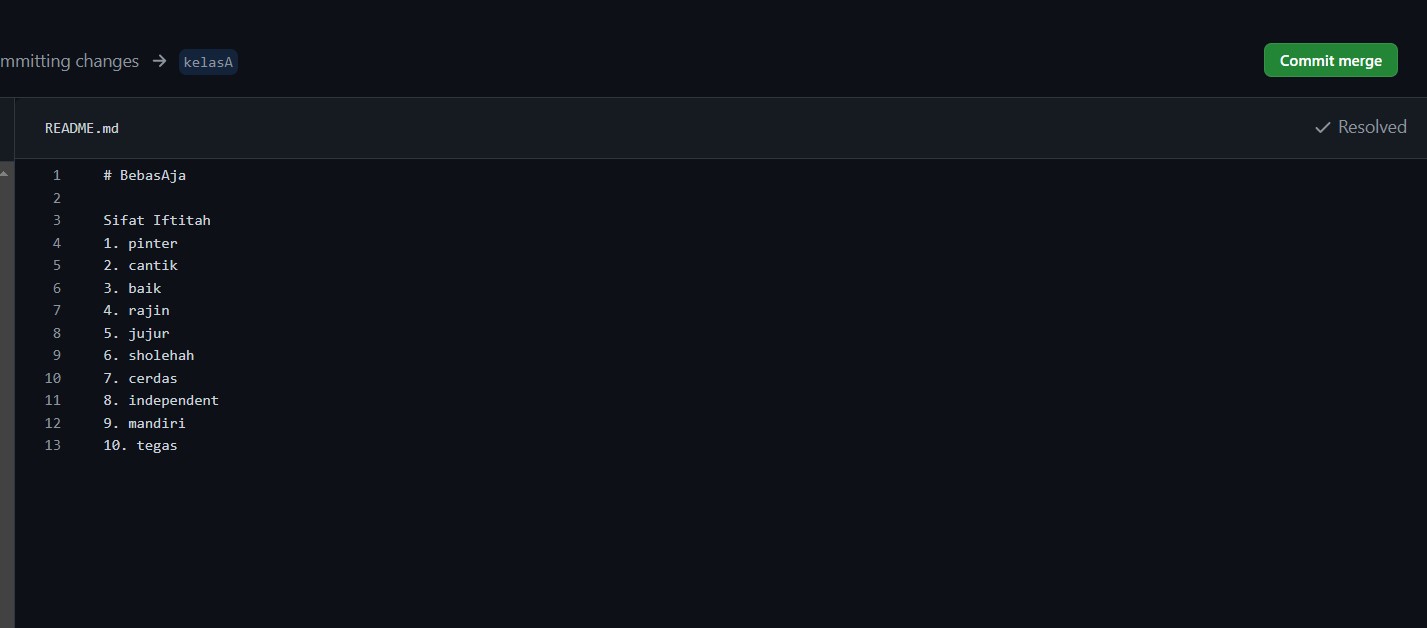 mmitting changes → kelasA
Commit merge
README.md
Resolved
1 # BebasAja
2
3 Sifat Iftitah
4 1. pinter
5 2. cantik
6 3. baik
7 4. rajin
8 5. jujur
9 6. sholehah
10 7. cerdas
11 8. independent
12 9. mandiri
13 10. tegas